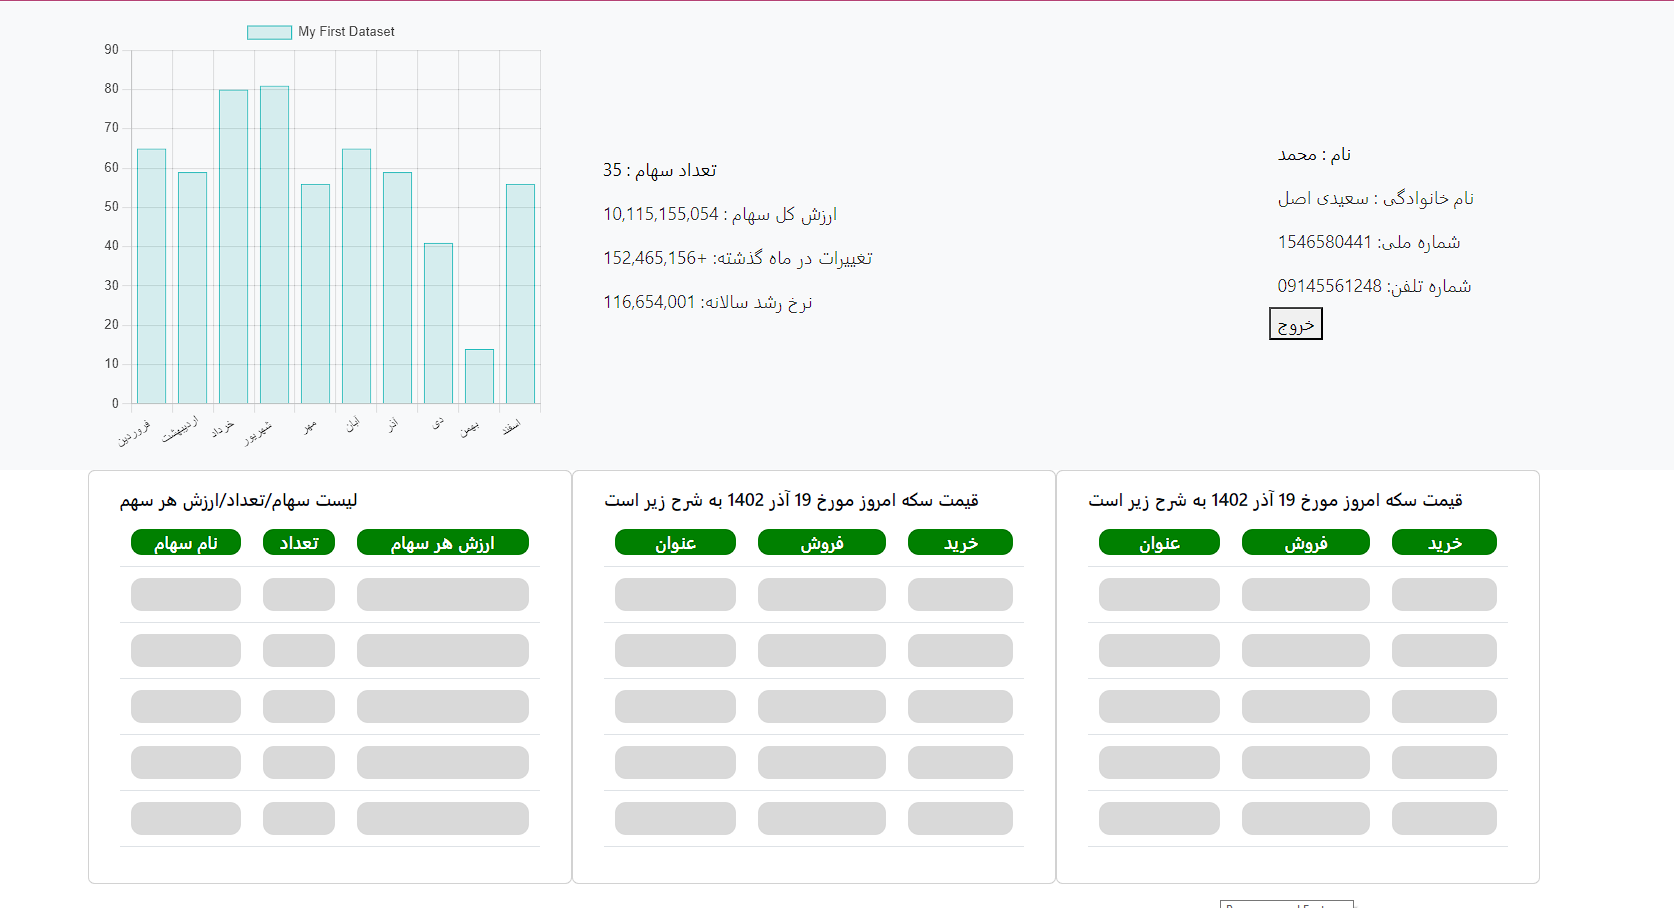 My First Dataset
90
80
70
60
50
40
30
20
10
0
فروردین اردیبهشت خرداد شهریور مهر آبان آذر دی بهمن اسفند
تعداد سهام : 35
ارزش کل سهام : 10,115,155,054
تغییرات در ماه گذشته: +152,465,156
نرخ رشد سالانه: 116,654,001
نام : محمد
نام خانوادگی : سعیدی اصل
شماره ملی: 1546580441
شماره تلفن: 09145561248
خروج
لیست سهام/تعداد/ارزش هر سهم
نام سهام تعداد ارزش هر سهام
قیمت سکه امروز مورخ 19 آذر 1402 به شرح زیر است
عنوان فروش خرید
قیمت سکه امروز مورخ 19 آذر 1402 به شرح زیر است
عنوان فروش خرید